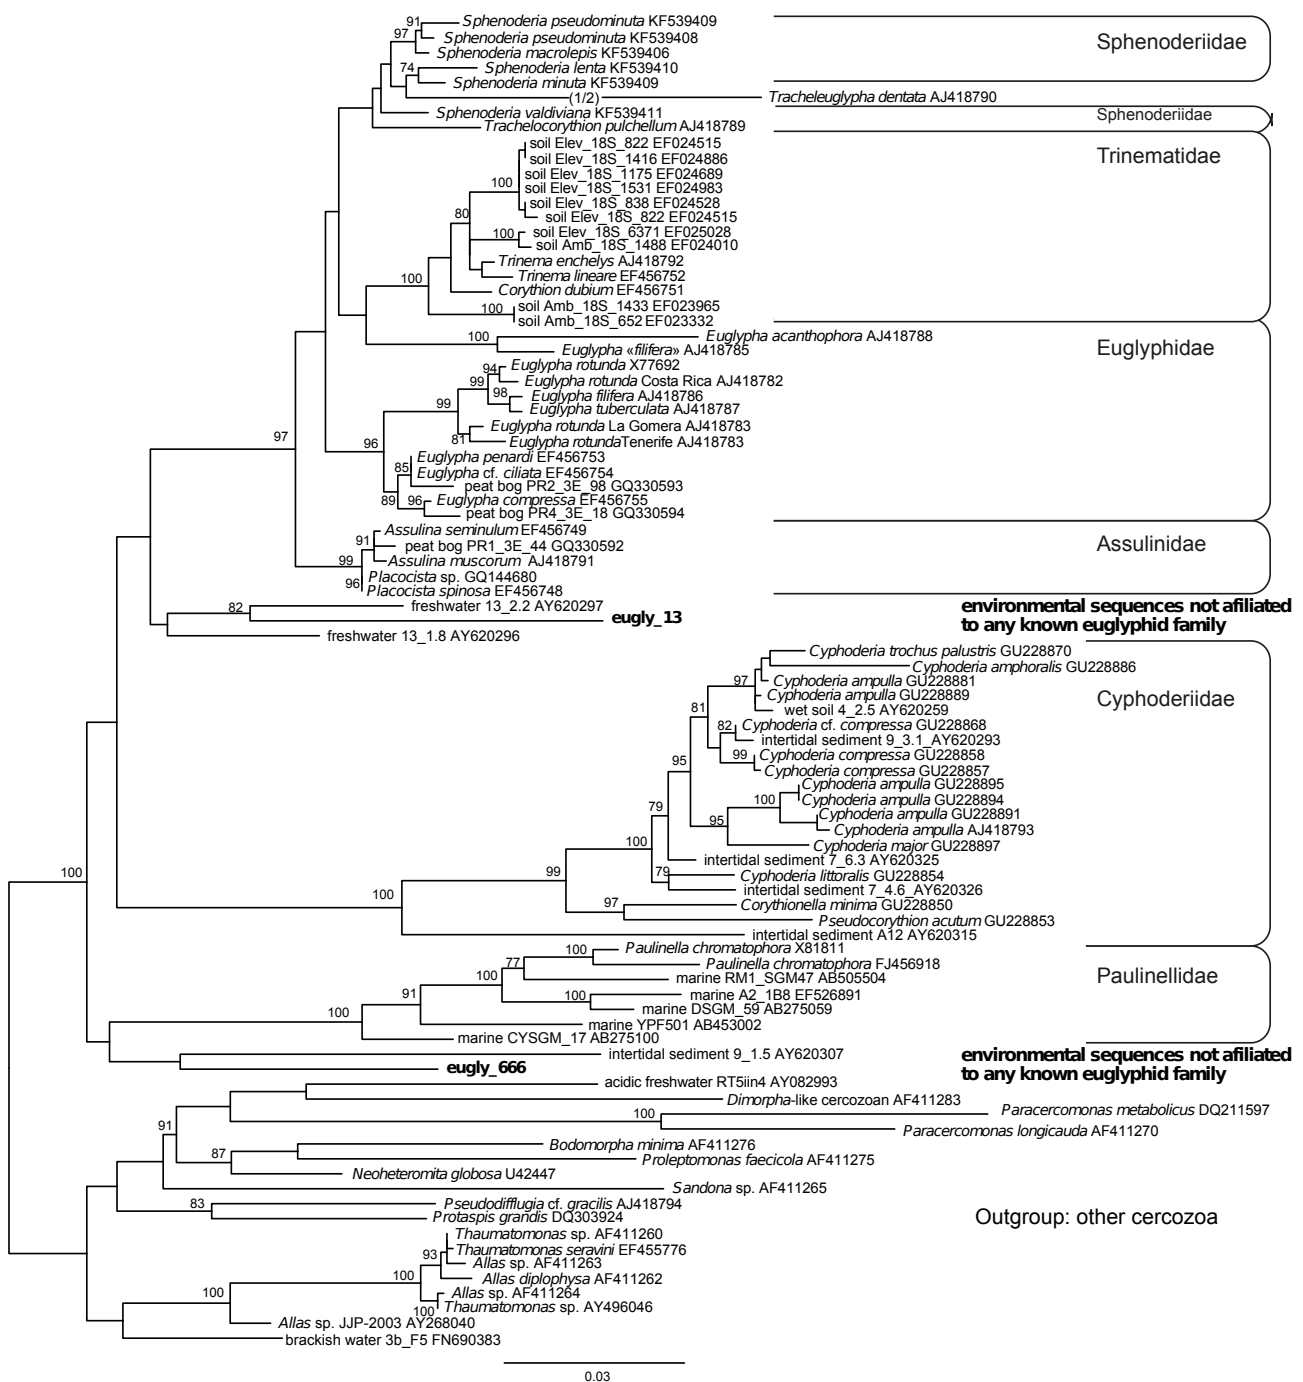 91
Sphenoderia pseudominuta KF539409
97
Sphenoderia pseudominuta KF539408
Sphenoderia macrolepis KF539406
Sphenoderiidae
74
Sphenoderia lenta KF539410
Sphenoderia minuta KF539409
(1/2)
Tracheleuglypha dentata AJ418790
Sphenoderia valdiviana KF539411
Sphenoderiidae
Trachelocorythion pulchellum AJ418789
soil Elev_18S_822 EF024515
soil Elev_18S_1416 EF024886
Trinematidae
soil Elev_18S_1175 EF024689
100
soil Elev_18S_1531 EF024983
soil Elev_18S_838 EF024528
80
soil Elev_18S_822 EF024515
100
soil Elev_18S_6371 EF025028
soil Amb_18S_1488 EF024010
Trinema enchelys AJ418792
100
Trinema lineare EF456752
Corythion dubium EF456751
100
soil Amb_18S_1433 EF023965
soil Amb_18S_652 EF023332
100
Euglypha acanthophora AJ418788
Euglypha «filifera» AJ418785
Euglyphidae
94
Euglypha rotunda X77692
99
Euglypha rotunda Costa Rica AJ418782
98
Euglypha filifera AJ418786
99
Euglypha tuberculata AJ418787
Euglypha rotunda La Gomera AJ418783
97
96
81
Euglypha rotundaTenerife AJ418783
Euglypha penardi EF456753
85
Euglypha cf. ciliata EF456754
peat bog PR2_3E_98 GQ330593
89
96
Euglypha compressa EF456755
peat bog PR4_3E_18 GQ330594
Assulina seminulum EF456749
91
peat bog PR1_3E_44 GQ330592
Assulinidae
99
Assulina muscorum AJ418791
96
Placocista sp. GQ144680
Placocista spinosa EF456748
82
freshwater 13_2.2 AY620297
environmental sequences not afiliated
eugly_13
to any known euglyphid family
freshwater 13_1.8 AY620296
Cyphoderia trochus palustris GU228870
Cyphoderia amphoralis GU228886
97
Cyphoderia ampulla GU228881
Cyphoderia ampulla GU228889
Cyphoderiidae
81
wet soil 4_2.5 AY620259
82
Cyphoderia cf. compressa GU228868
intertidal sediment 9_3.1_AY620293
99
Cyphoderia compressa GU228858
95
Cyphoderia compressa GU228857
Cyphoderia ampulla GU228895
100
Cyphoderia ampulla GU228894
79
Cyphoderia ampulla GU228891
95
Cyphoderia ampulla AJ418793
100
Cyphoderia major GU228897
intertidal sediment 7_6.3 AY620325
99
79
Cyphoderia littoralis GU228854
100
intertidal sediment 7_4.6_AY620326
97
Corythionella minima GU228850
Pseudocorythion acutum GU228853
intertidal sediment A12 AY620315
100
Paulinella chromatophora X81811
77
Paulinella chromatophora FJ456918
100
marine RM1_SGM47 AB505504
Paulinellidae
91
100
marine A2_1B8 EF526891
marine DSGM_59 AB275059
100
marine YPF501 AB453002
marine CYSGM_17 AB275100
intertidal sediment 9_1.5 AY620307
environmental sequences not afiliated
eugly_666
to any known euglyphid family
100
acidic freshwater RT5iin4 AY082993
Dimorpha-like cercozoan AF411283
100
Paracercomonas metabolicus DQ211597
91
Paracercomonas longicauda AF411270
Bodomorpha minima AF411276
87
Proleptomonas faecicola AF411275
Neoheteromita globosa U42447
Sandona sp. AF411265
83
Pseudodifflugia cf. gracilis AJ418794
Protaspis grandis DQ303924
Outgroup: other cercozoa
Thaumatomonas sp. AF411260
93
Thaumatomonas seravini EF455776
Allas sp. AF411263
100
Allas diplophysa AF411262
100
Allas sp. AF411264
100
Thaumatomonas sp. AY496046
Allas sp. JJP-2003 AY268040
brackish water 3b_F5 FN690383
0.03